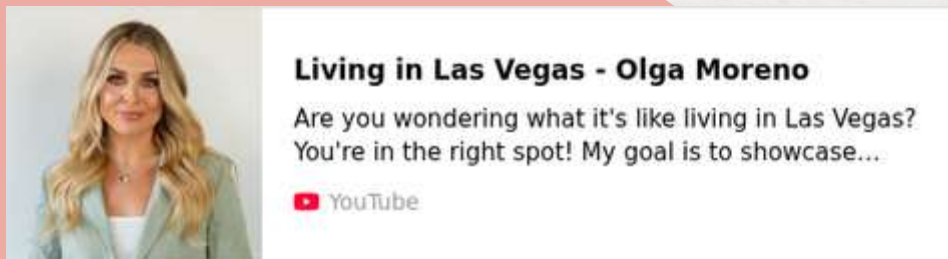 Living in Las Vegas - Olga Moreno
Are you wondering what it's like living in Las Vegas?
You're in the right spot! My goal is to showcase...
YouTube